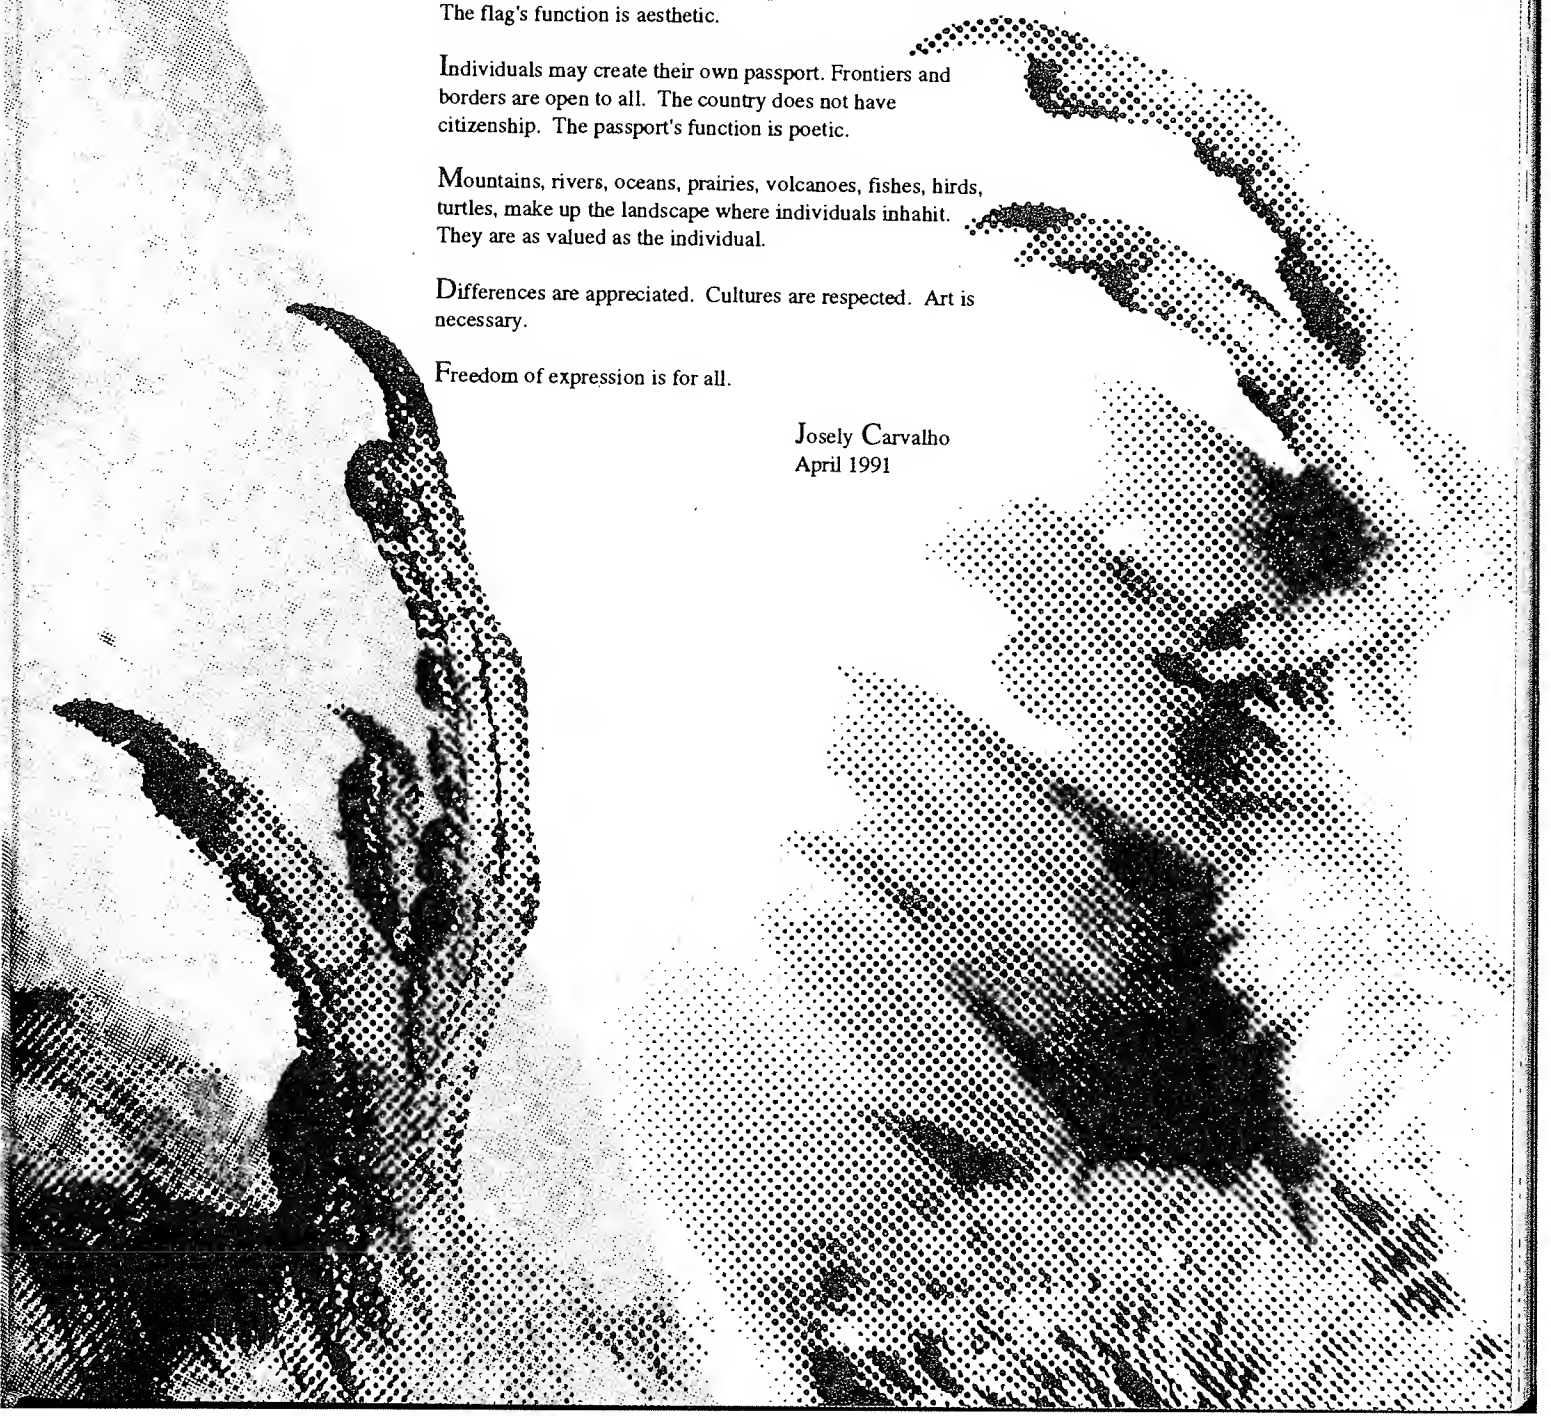 The flag's function is aesthetic.
Individuals may create their own passport. Frontiers and
borders are open to all. The country does not have
citizenship. The passport's function is poetic.
Mountains, rivers, oceans, prairies, volcanoes, fishes, hirds,
turtles, make up the landscape where individuals inhahit.
They are as valued as the individual.
Differences are appreciated. Cultures are respected. Art is
necessary.
Freedom of expression is for all.
Josely Carvalho
April 1991